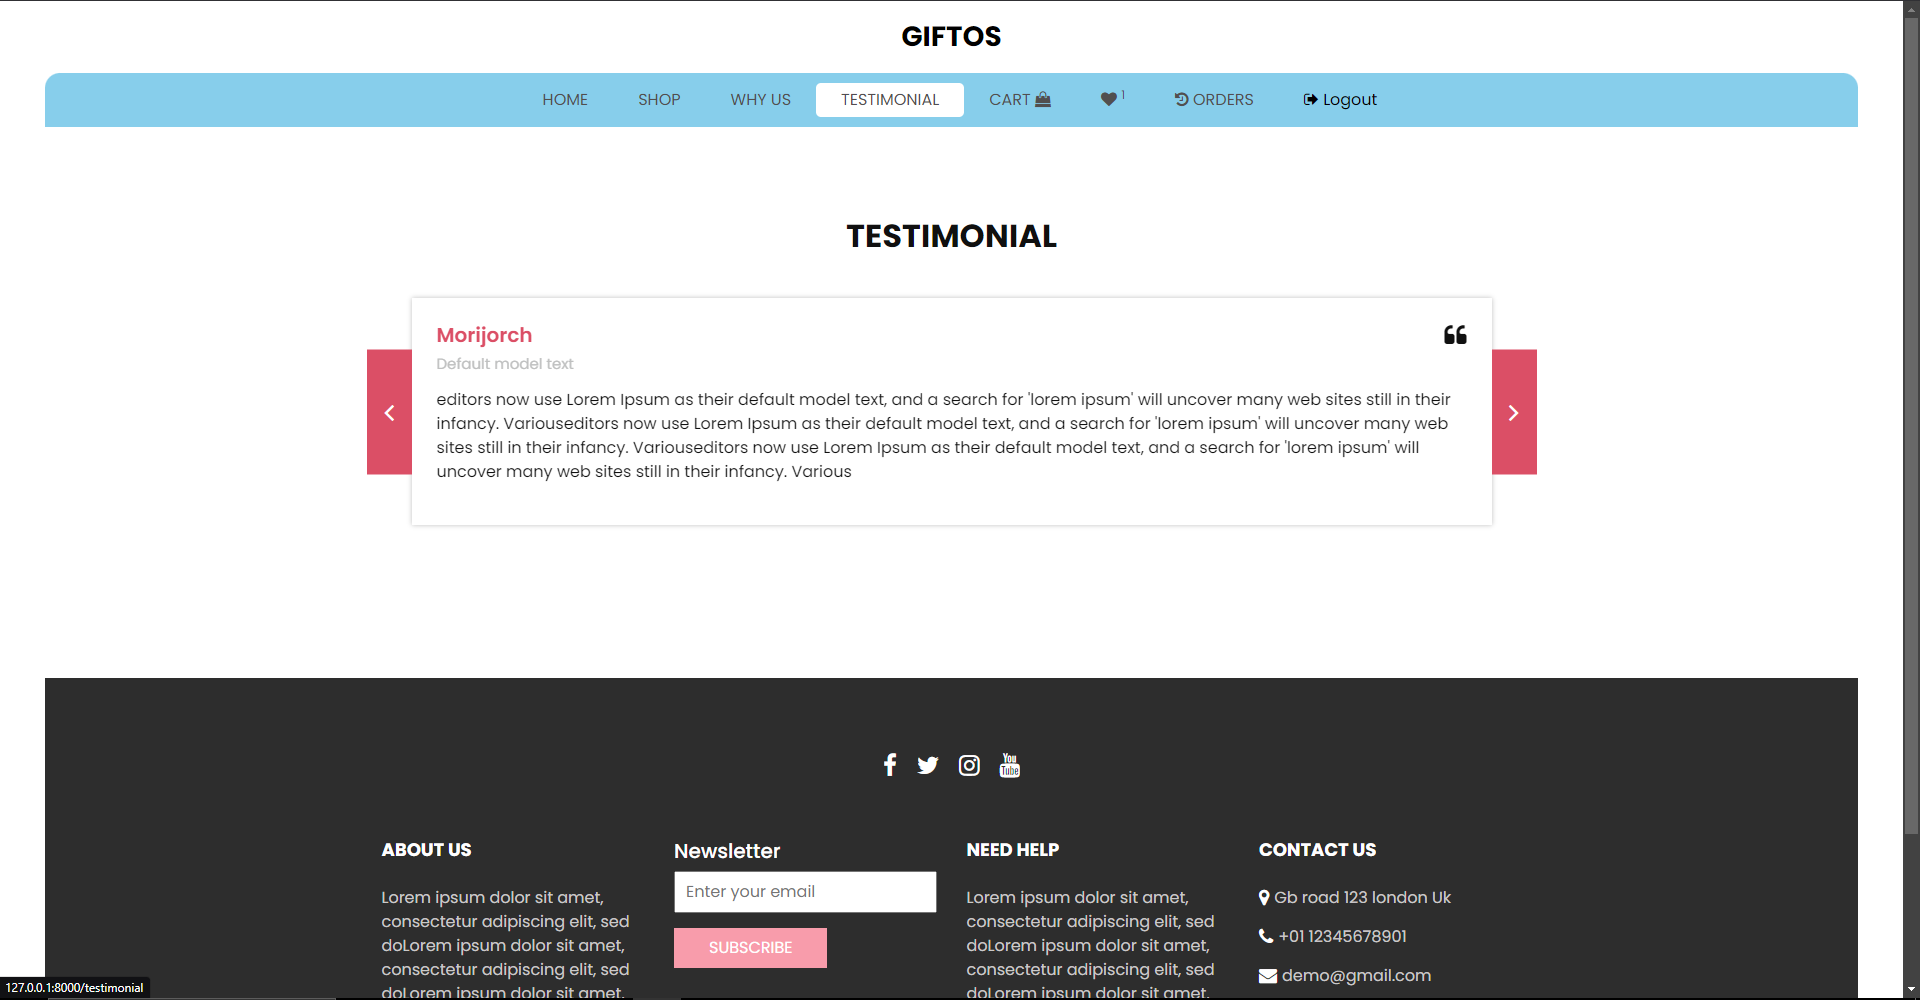 GIFTOS
HOME SHOP WHY US TESTIMONIAL CART 1 ORDERS Logout
TESTIMONIAL
Morijorch
Default model text
editors now use Lorem Ipsum as their default model text, and a search for 'lorem ipsum' will uncover many web sites still in their
infancy. Variouseditors now use Lorem Ipsum as their default model text, and a search for 'lorem ipsum' will uncover many web
sites still in their infancy. Variouseditors now use Lorem Ipsum as their default model text, and a search for 'lorem ipsum' will
uncover many web sites still in their infancy. Various
You
Tube
ABOUT US
Lorem ipsum dolor sit amet,
consectetur adipiscing elit, sed
doLorem ipsum dolor sit amet,
consectetur adipiscing elit, sed
doLorem ipsum dolor sit amet,
Newsletter
Enter your email
SUBSCRIBE
NEED HELP
Lorem ipsum dolor sit amet,
consectetur adipiscing elit, sed
doLorem ipsum dolor sit amet,
consectetur adipiscing elit, sed
doLorem ipsum dolor sit amet,
CONTACT US
Gb road 123 london Uk
+01 12345678901
demo@gmail.com
127.0.0.1:8000/testimonial